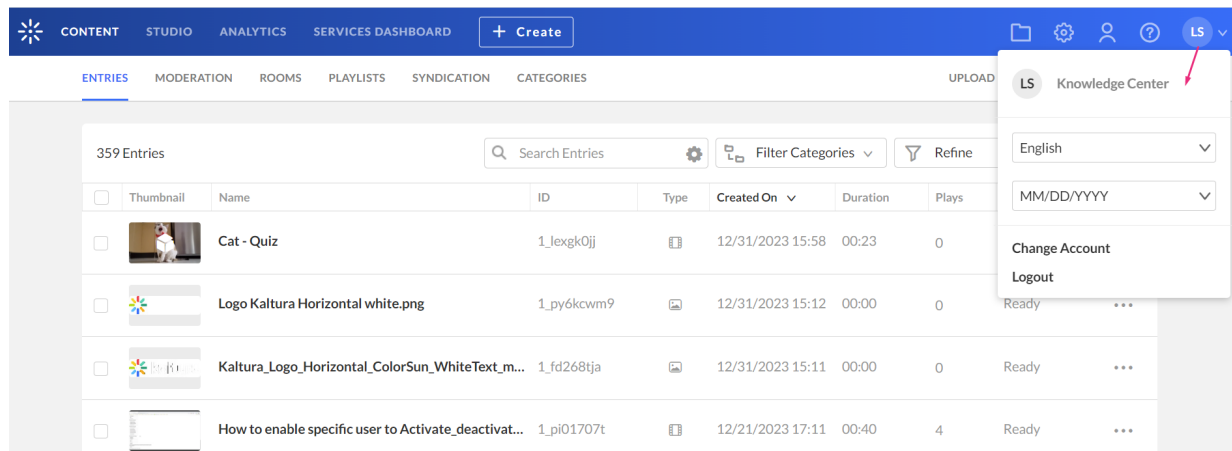 CONTENT STUDIO ANALYTICS SERVICES DASHBOARD + Create ? LS
ENTRIES MODERATION ROOMS PLAYLISTS SYNDICATION CATEGORIES UPLOAD
LS Knowledge Center
English
MM/DD/YYYY
Change Account
Logout
359 Entries Search Entries Filter Categories Refine
Thumbnail Name ID Type Created On Duration Plays
Cat - Quiz 1_lexgk0jj 12/31/2023 15:58 00:23 0
Logo Kaltura Horizontal white.png 1_py6kcwm9 12/31/2023 15:12 00:00 0 Ready
Kaltura_Logo_Horizontal_ColorSun_WhiteText_m... 1_fd268tja 12/31/2023 15:11 00:00 0 Ready
How to enable specific user to Activate_deactivat... 1_pi01707t 12/21/2023 17:11 00:40 4 Ready